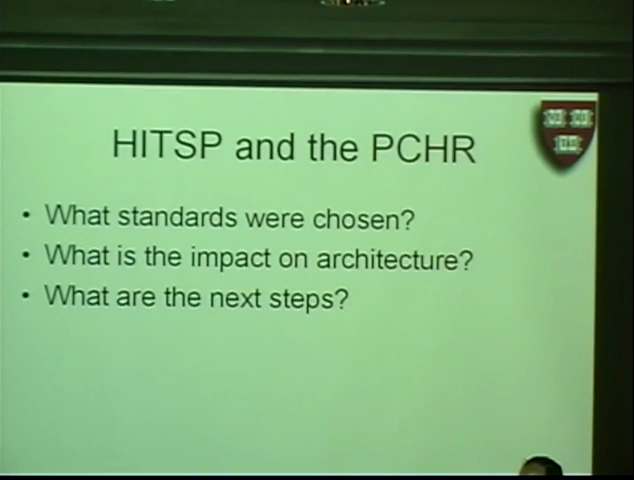 HITSP and the PCHR
• What standards were chosen?
• What is the impact on architecture?
• What are the next steps?